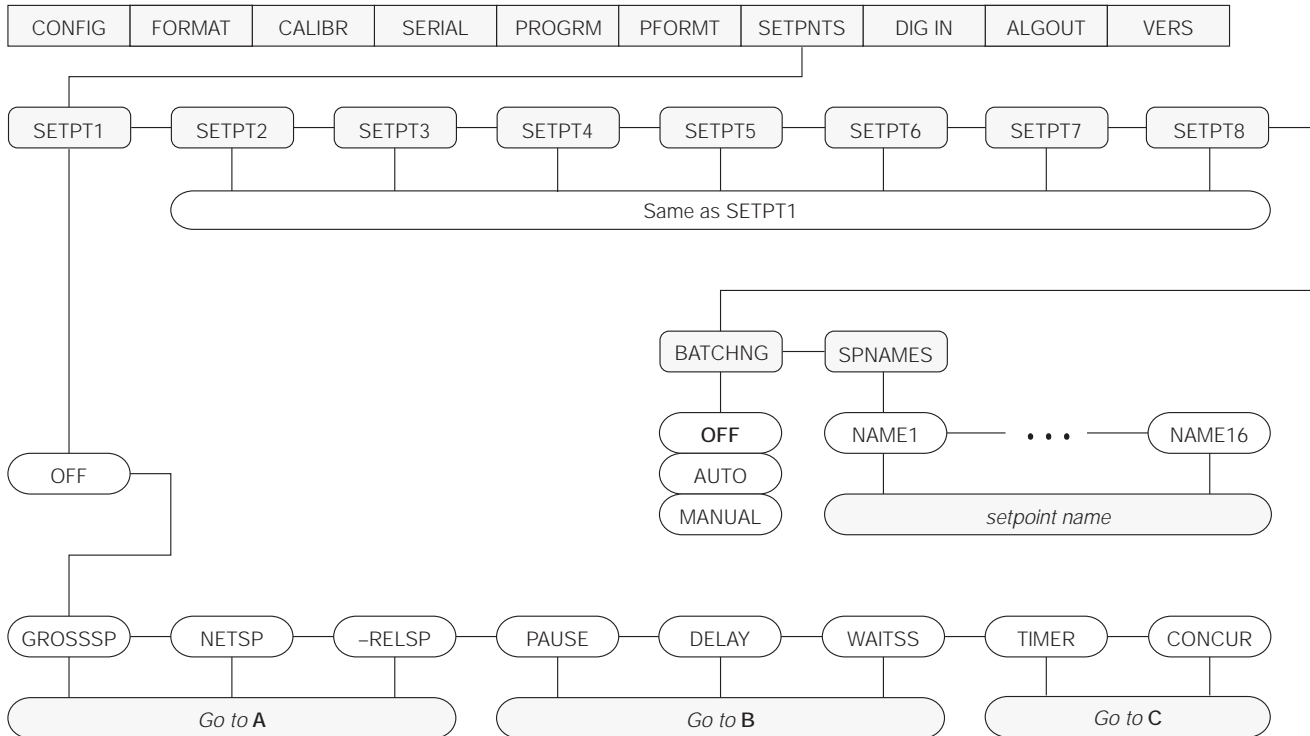 CONFIG FORMAT CALIBR SERIAL PROGRM PFORMT SETPNTS DIG IN ALGOUT VERS
SETPT1 SETPT2 SETPT3 SETPT4 SETPT5 SETPT6 SETPT7 SETPT8
Same as SETPT1
BATCHNG SPNAMES
OFF NAME1 • • • NAME16
OFF AUTO
MANUAL setpoint name
GROSSSP NETSP –RELSP PAUSE DELAY WAITSS TIMER CONCUR
Go to A Go to B Go to C